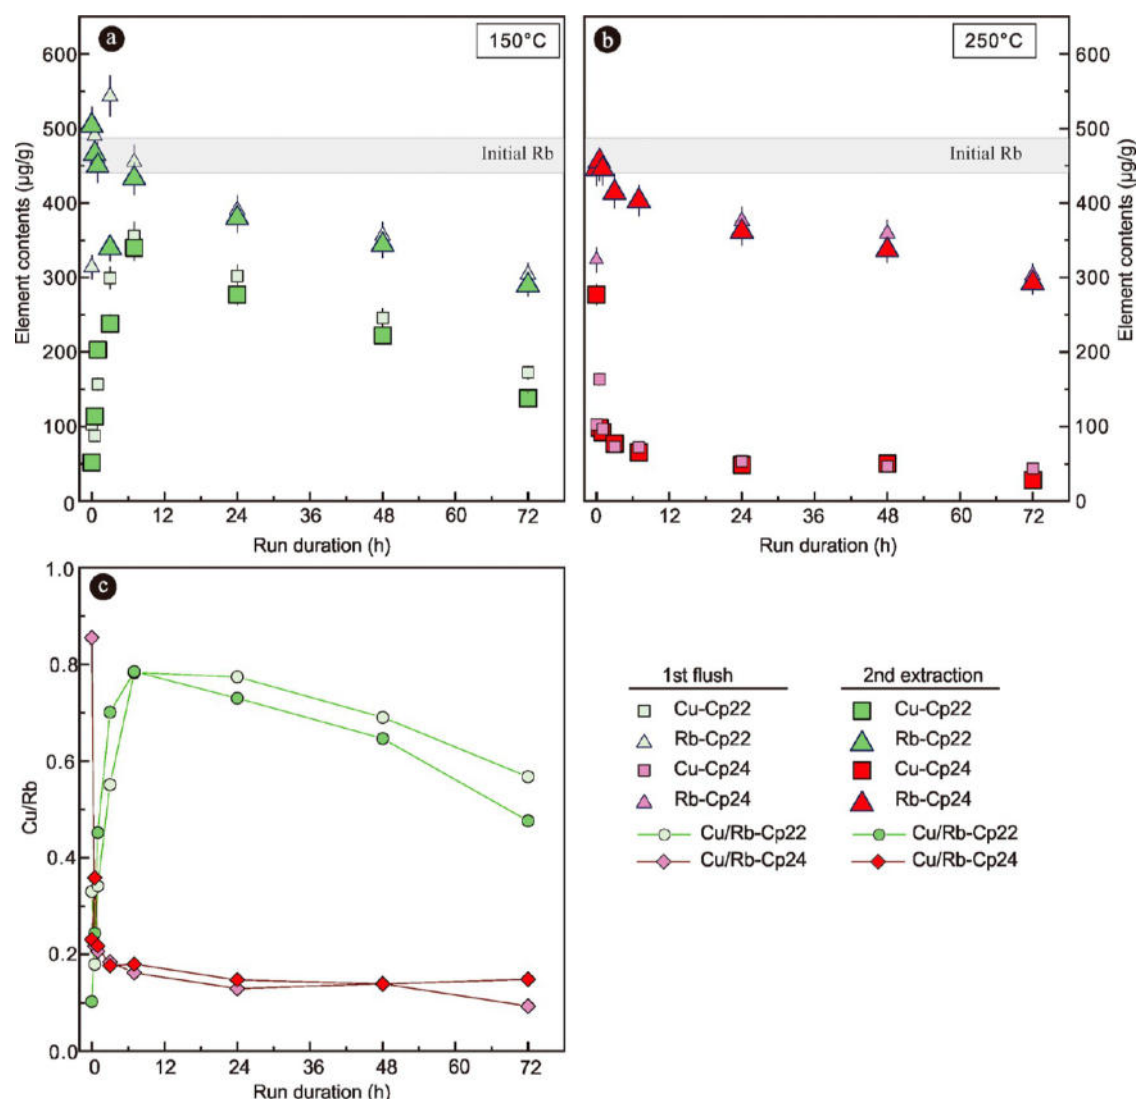 a
150°C
600
500
400
300
200
100
0
Element contents (µg/g)
Initial Rb
0 12 24 36 48 60 72
Run duration (h)
b
250°C
Initial Rb
600
500
400
300
200
100
0
Element contents (µg/g)
0 12 24 36 48 60 72
Run duration (h)
c
1.0
0.8
0.6
0.4
0.2
0.0
Cu/Rb
0 12 24 36 48 60 72
Run duration (h)
1st flush
Cu-Cp22
Rb-Cp22
Cu-Cp24
Rb-Cp24
Cu/Rb-Cp22
Cu/Rb-Cp24
2nd extraction
Cu-Cp22
Rb-Cp22
Cu-Cp24
Rb-Cp24
Cu/Rb-Cp22
Cu/Rb-Cp24